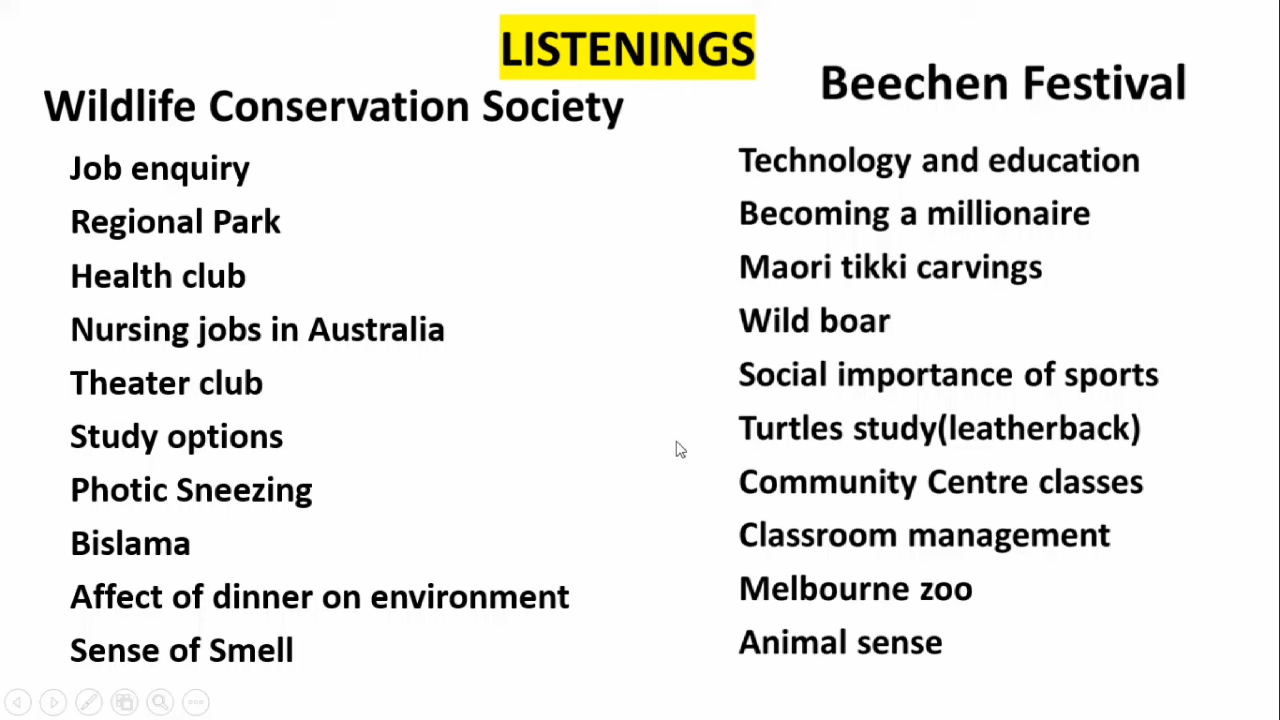 LISTENINGS
Wildlife Conservation Society
Job enquiry
Regional Park
Health club
Nursing jobs in Australia
Theater club
Study options
Photic Sneezing
Bislama
Affect of dinner on environment
Sense of Smell
Beechen Festival
Technology and education
Becoming a millionaire
Maori tikki carvings
Wild boar
Social importance of sports
Turtles study(leatherback)
Community Centre classes
Classroom management
Melbourne zoo
Animal sense